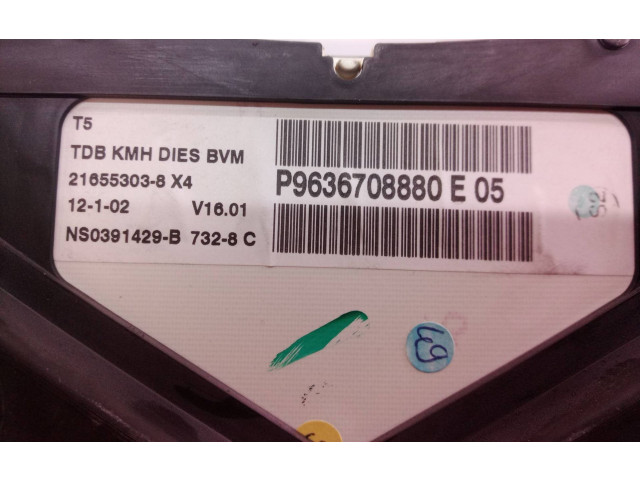 T5
TDB KMH DIES BVM
21655303-8 X4
12-1-02 V16.01
NS0391429-B 732-8 C
P9636708880 E 05